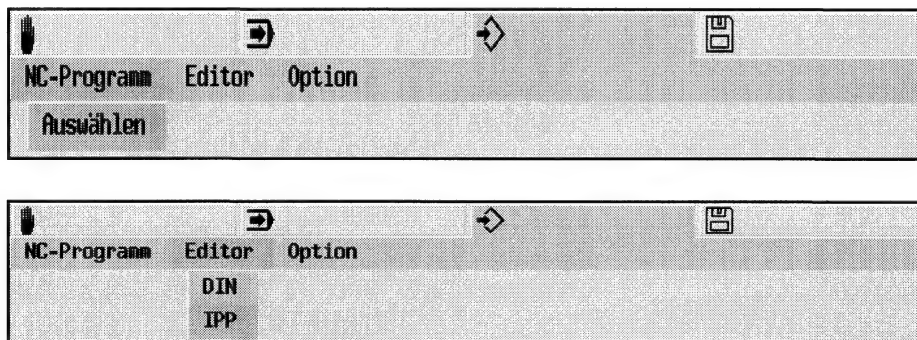 NC-Programm Editor Option
Auswählen
NC-Programm Editor Option
DIN
IPP